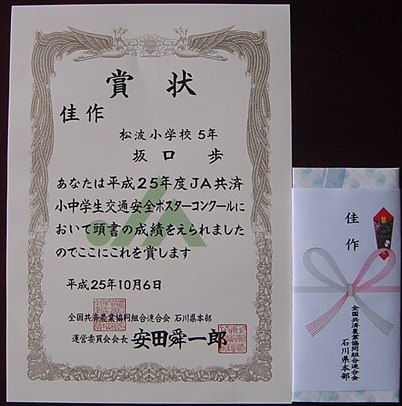 賞状
佳作
松波小学校 5年
坂口 歩
あなたは平成25年度JA共済
小中学生交通安全ポスターコンクールに
おいて頭書の成績をえられました
のでここにこれを賞します
平成25年10月6日
全国共済農業協同組合連合会 石川県本部
運営委員会会長 安田舜一郎
JA
佳作
全国共済農業協同組合連合会
石川県本部